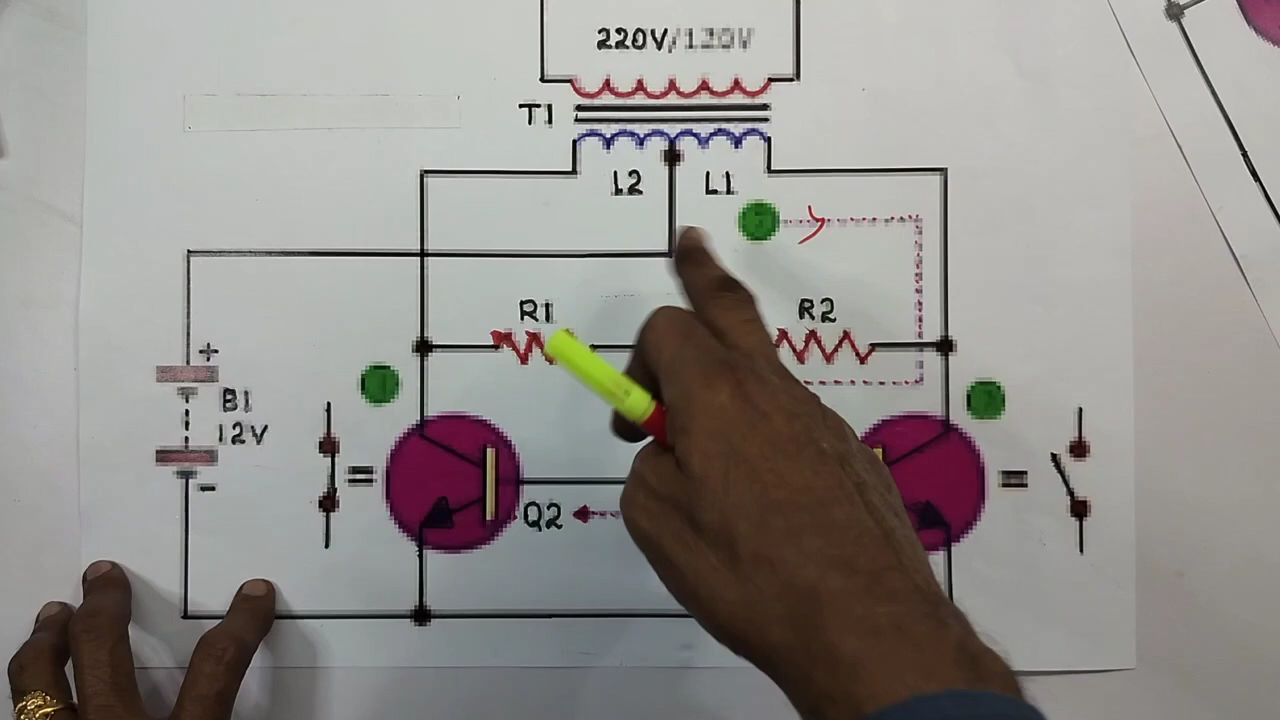 220V/120V
T1
L2
L1
R1
R2
+
B1
12V
-
=
=
Q2